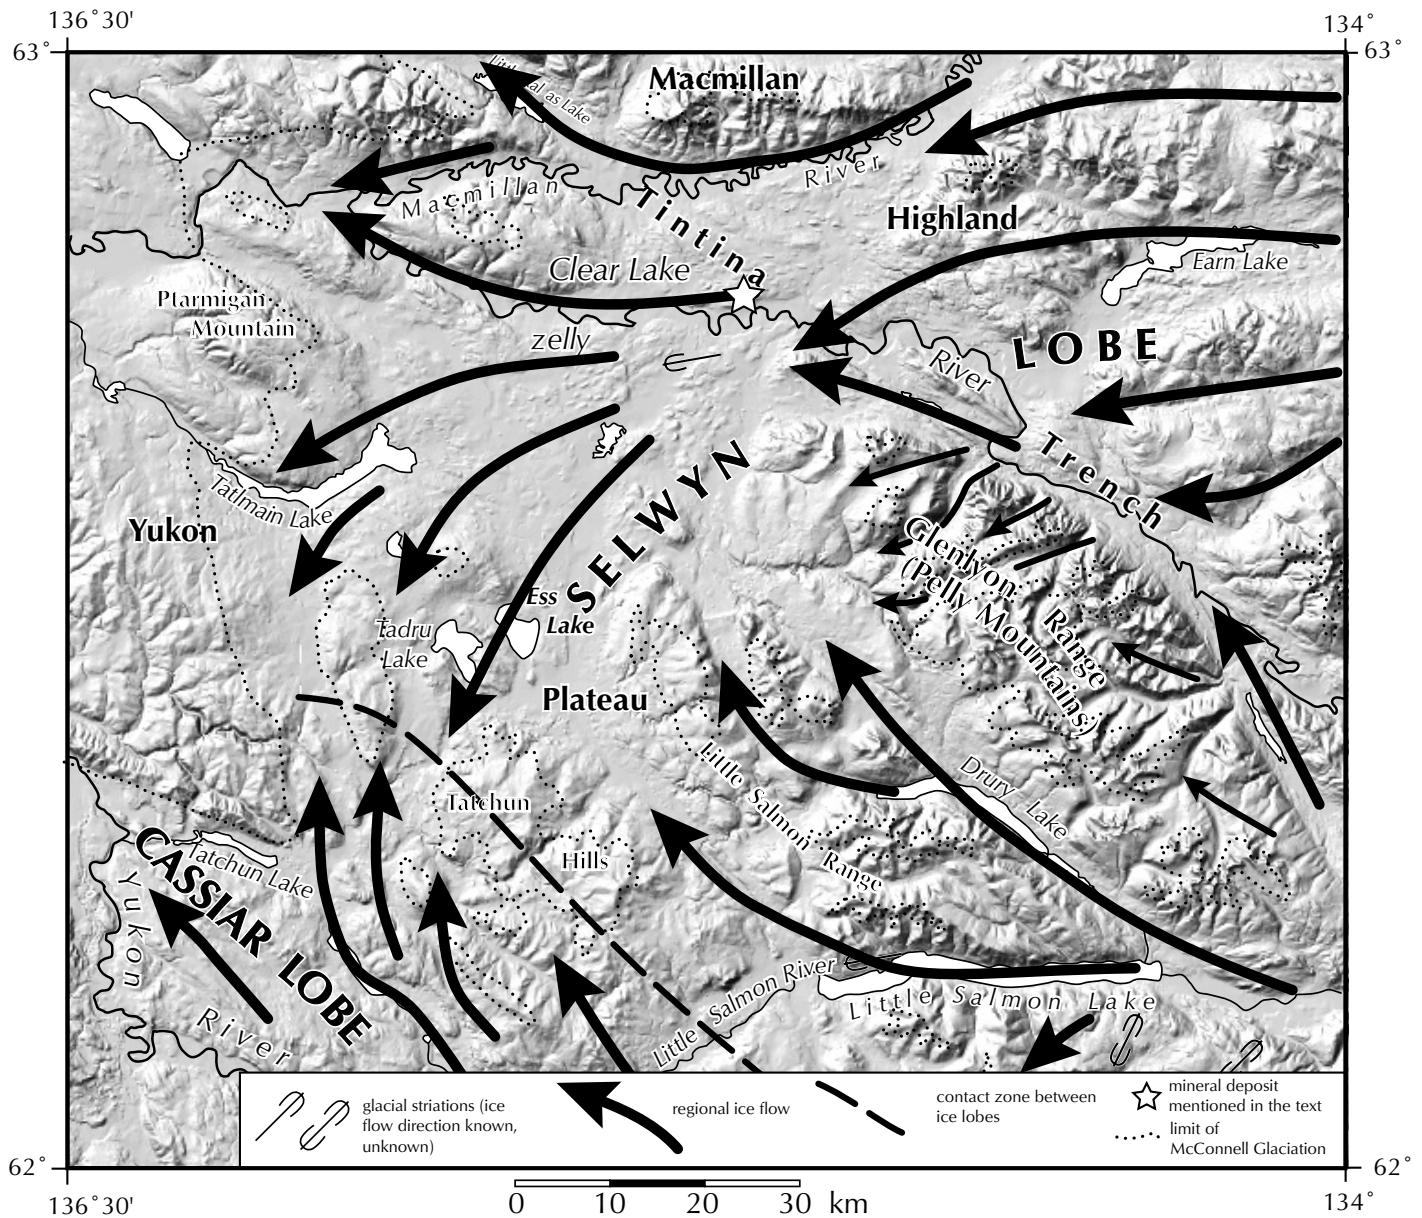 136˚30'
134˚
63˚
63˚
Macmillan
Lake
River
Macmillan
Tintina
Highland
Clear Lake
Earn Lake
Ptarmigan
Mountain
zelly
LOBE
River
Trench
SELWYN
Tatlmain Lake
Yukon
Glenlyon
(Pelly Mountains)
Range
Ess
Lake
Tadru
Lake
Plateau
Little Salmon Range
Drury Lake
Tatchun
Hills
CASSIAR LOBE
Tatchun Lake
Yukon
River
Little Salmon River
Little Salmon Lake
glacial striations (ice
flow direction known,
unknown)
regional ice flow
contact zone between
ice lobes
mineral deposit
mentioned in the text
limit of
McConnell Glaciation
62˚
62˚
136˚30'
134˚
0 10 20 30 km